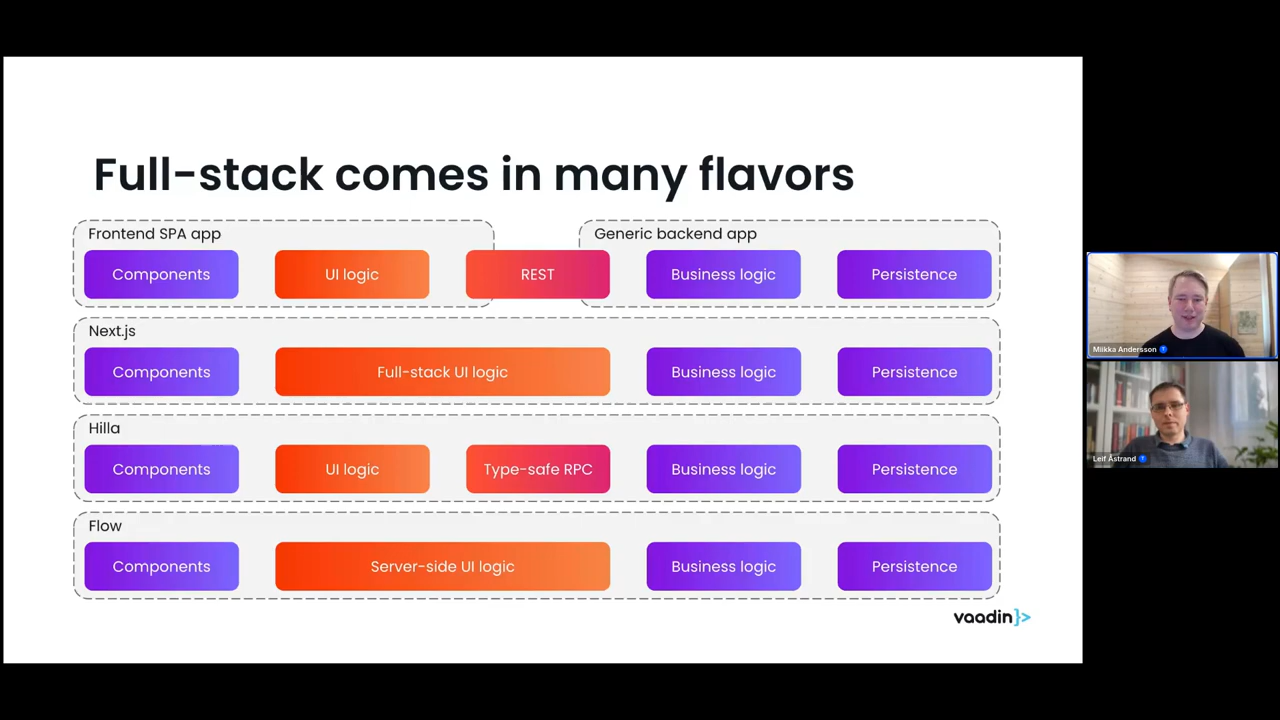 Full-stack comes in many flavors
Frontend SPA app
Generic backend app
Components
UI logic
REST
Business logic
Persistence
Next.js
Components
Full-stack UI logic
Business logic
Persistence
Hilla
Components
UI logic
Type-safe RPC
Business logic
Persistence
Flow
Components
Server-side UI logic
Business logic
Persistence
vaadin}>
Miikka Andersson
Leif Åstrand